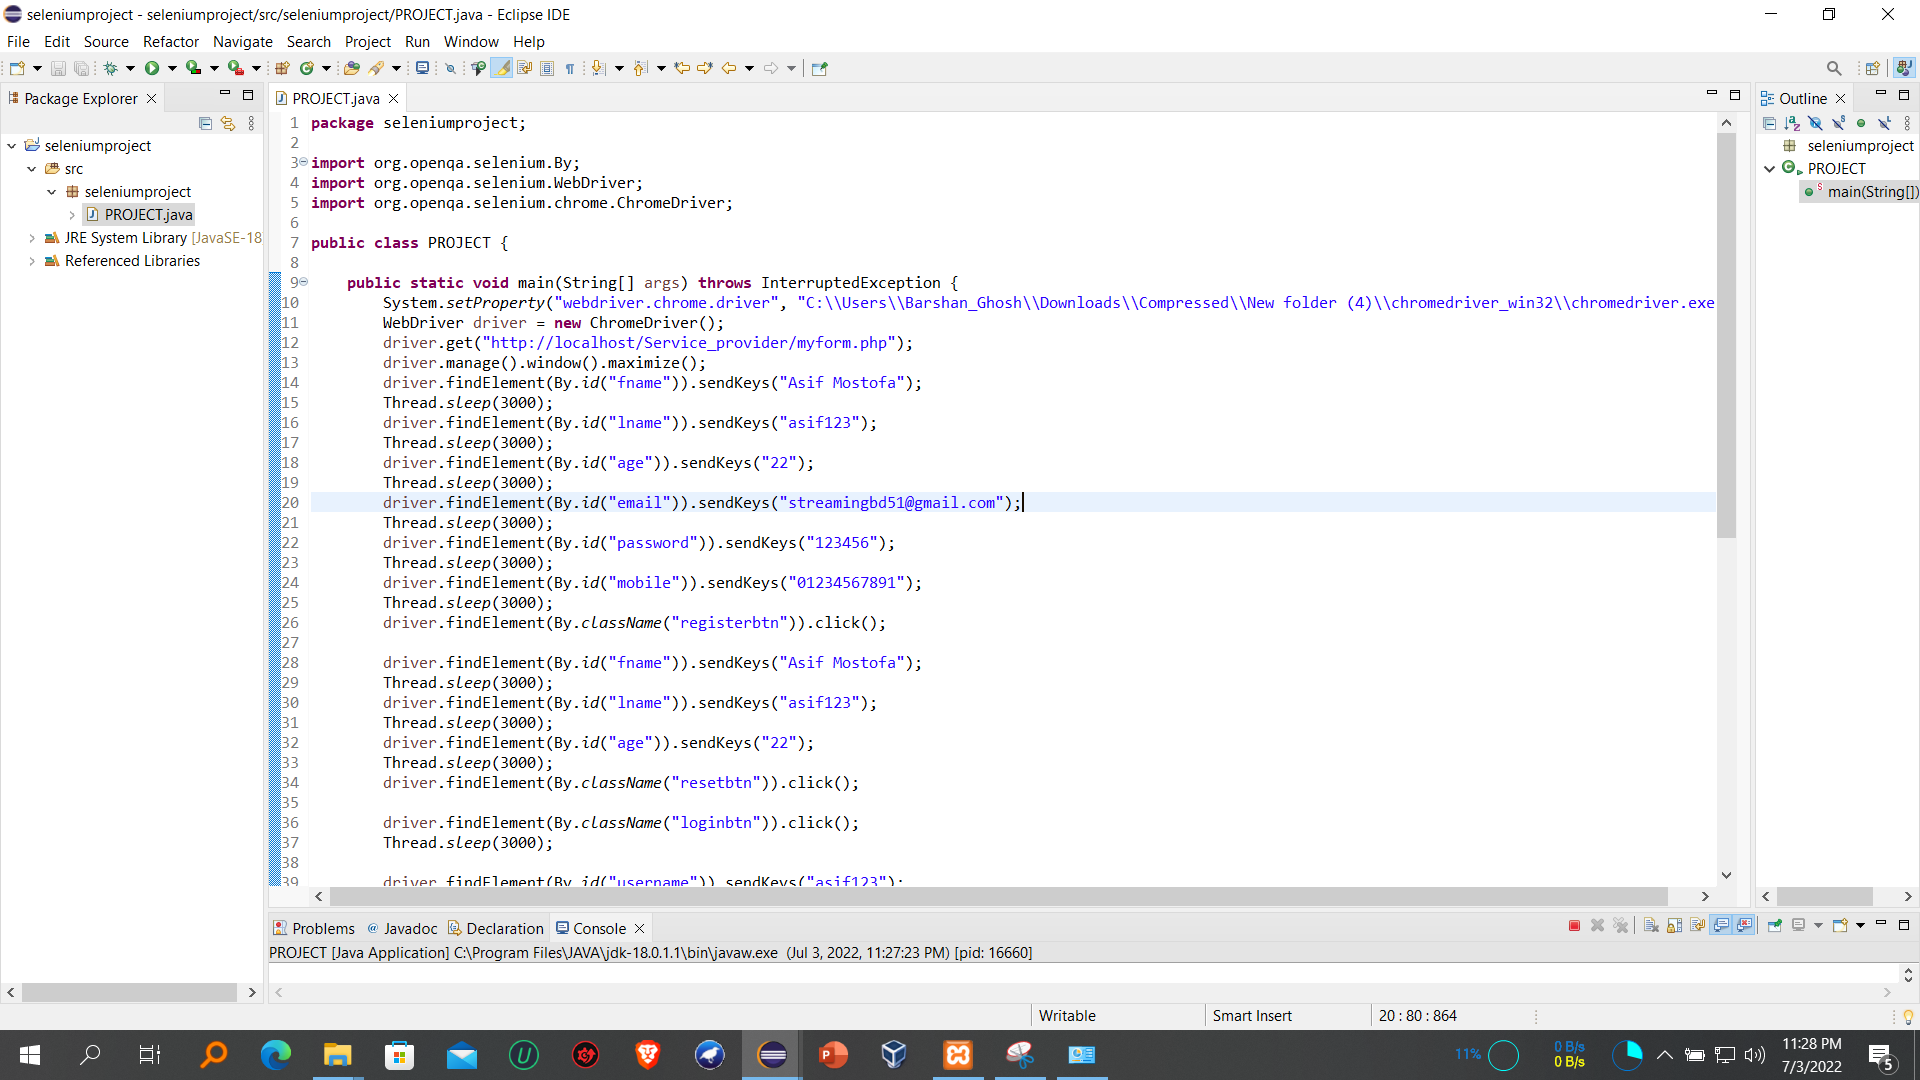 seleniumproject - seleniumproject/src/seleniumproject/PROJECT.java - Eclipse IDE
File Edit Source Refactor Navigate Search Project Run Window Help
Package Explorer
seleniumproject
src
seleniumproject
PROJECT.java
JRE System Library [JavaSE-18
Referenced Libraries
PROJECT.java
1 package seleniumproject;
2
3 import org.openqa.selenium.By;
4 import org.openqa.selenium.WebDriver;
5 import org.openqa.selenium.chrome.ChromeDriver;
6
7 public class PROJECT {
8
9 public static void main(String[] args) throws InterruptedException {
10 System.setProperty("webdriver.chrome.driver", "C:\\Users\\Barshan_Ghosh\\Downloads\\Compressed\\New folder (4)\\chromedriver_win32\\chromedriver.exe
11 WebDriver driver = new ChromeDriver();
12 driver.get("http://localhost/Service_provider/myform.php");
13 driver.manage().window().maximize();
14 driver.findElement(By.id("fname")).sendKeys("Asif Mostofa");
15 Thread.sleep(3000);
16 driver.findElement(By.id("lname")).sendKeys("asif123");
17 Thread.sleep(3000);
18 driver.findElement(By.id("age")).sendKeys("22");
19 Thread.sleep(3000);
20 driver.findElement(By.id("email")).sendKeys("streamingbd51@gmail.com");
21 Thread.sleep(3000);
22 driver.findElement(By.id("password")).sendKeys("123456");
23 Thread.sleep(3000);
24 driver.findElement(By.id("mobile")).sendKeys("01234567891");
25 Thread.sleep(3000);
26 driver.findElement(By.className("registerbtn")).click();
27
28 driver.findElement(By.id("fname")).sendKeys("Asif Mostofa");
29 Thread.sleep(3000);
30 driver.findElement(By.id("lname")).sendKeys("asif123");
31 Thread.sleep(3000);
32 driver.findElement(By.id("age")).sendKeys("22");
33 Thread.sleep(3000);
34 driver.findElement(By.className("resetbtn")).click();
35
36 driver.findElement(By.className("loginbtn")).click();
37 Thread.sleep(3000);
38
39 driver.findElement(By.id("username")).sendKeys("asif123");
Outline
seleniumproject
PROJECT
main(String[])
Problems Javadoc Declaration Console
PROJECT [Java Application] C:\Program Files\JAVA\jdk-18.0.1.1\bin\javaw.exe (Jul 3, 2022, 11:27:23 PM) [pid: 16660]
Writable Smart Insert 20 : 80 : 864
11%
0 B/s
0 B/s
11:28 PM
7/3/2022
5